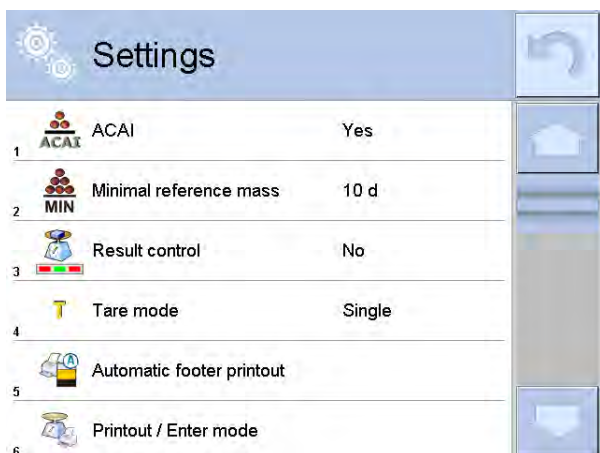 Settings
1 ACAI ACAI Yes
2 MIN Minimal reference mass 10 d
3 Result control No
4 T Tare mode Single
5 A Automatic footer printout
6 Printout / Enter mode